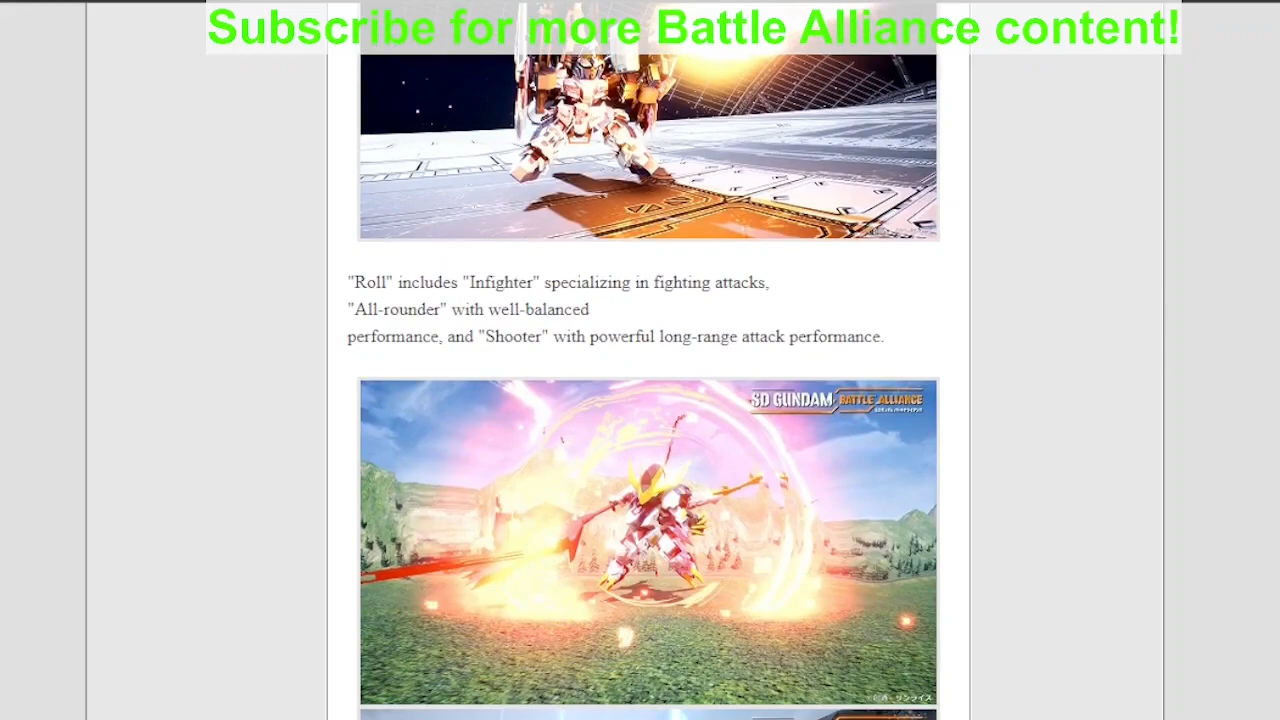 Subscribe for more Battle Alliance content!
"Roll" includes "Infighter" specializing in fighting attacks,
"All-rounder" with well-balanced
performance, and "Shooter" with powerful long-range attack performance.
SD GUNDAM BATTLE ALLIANCE